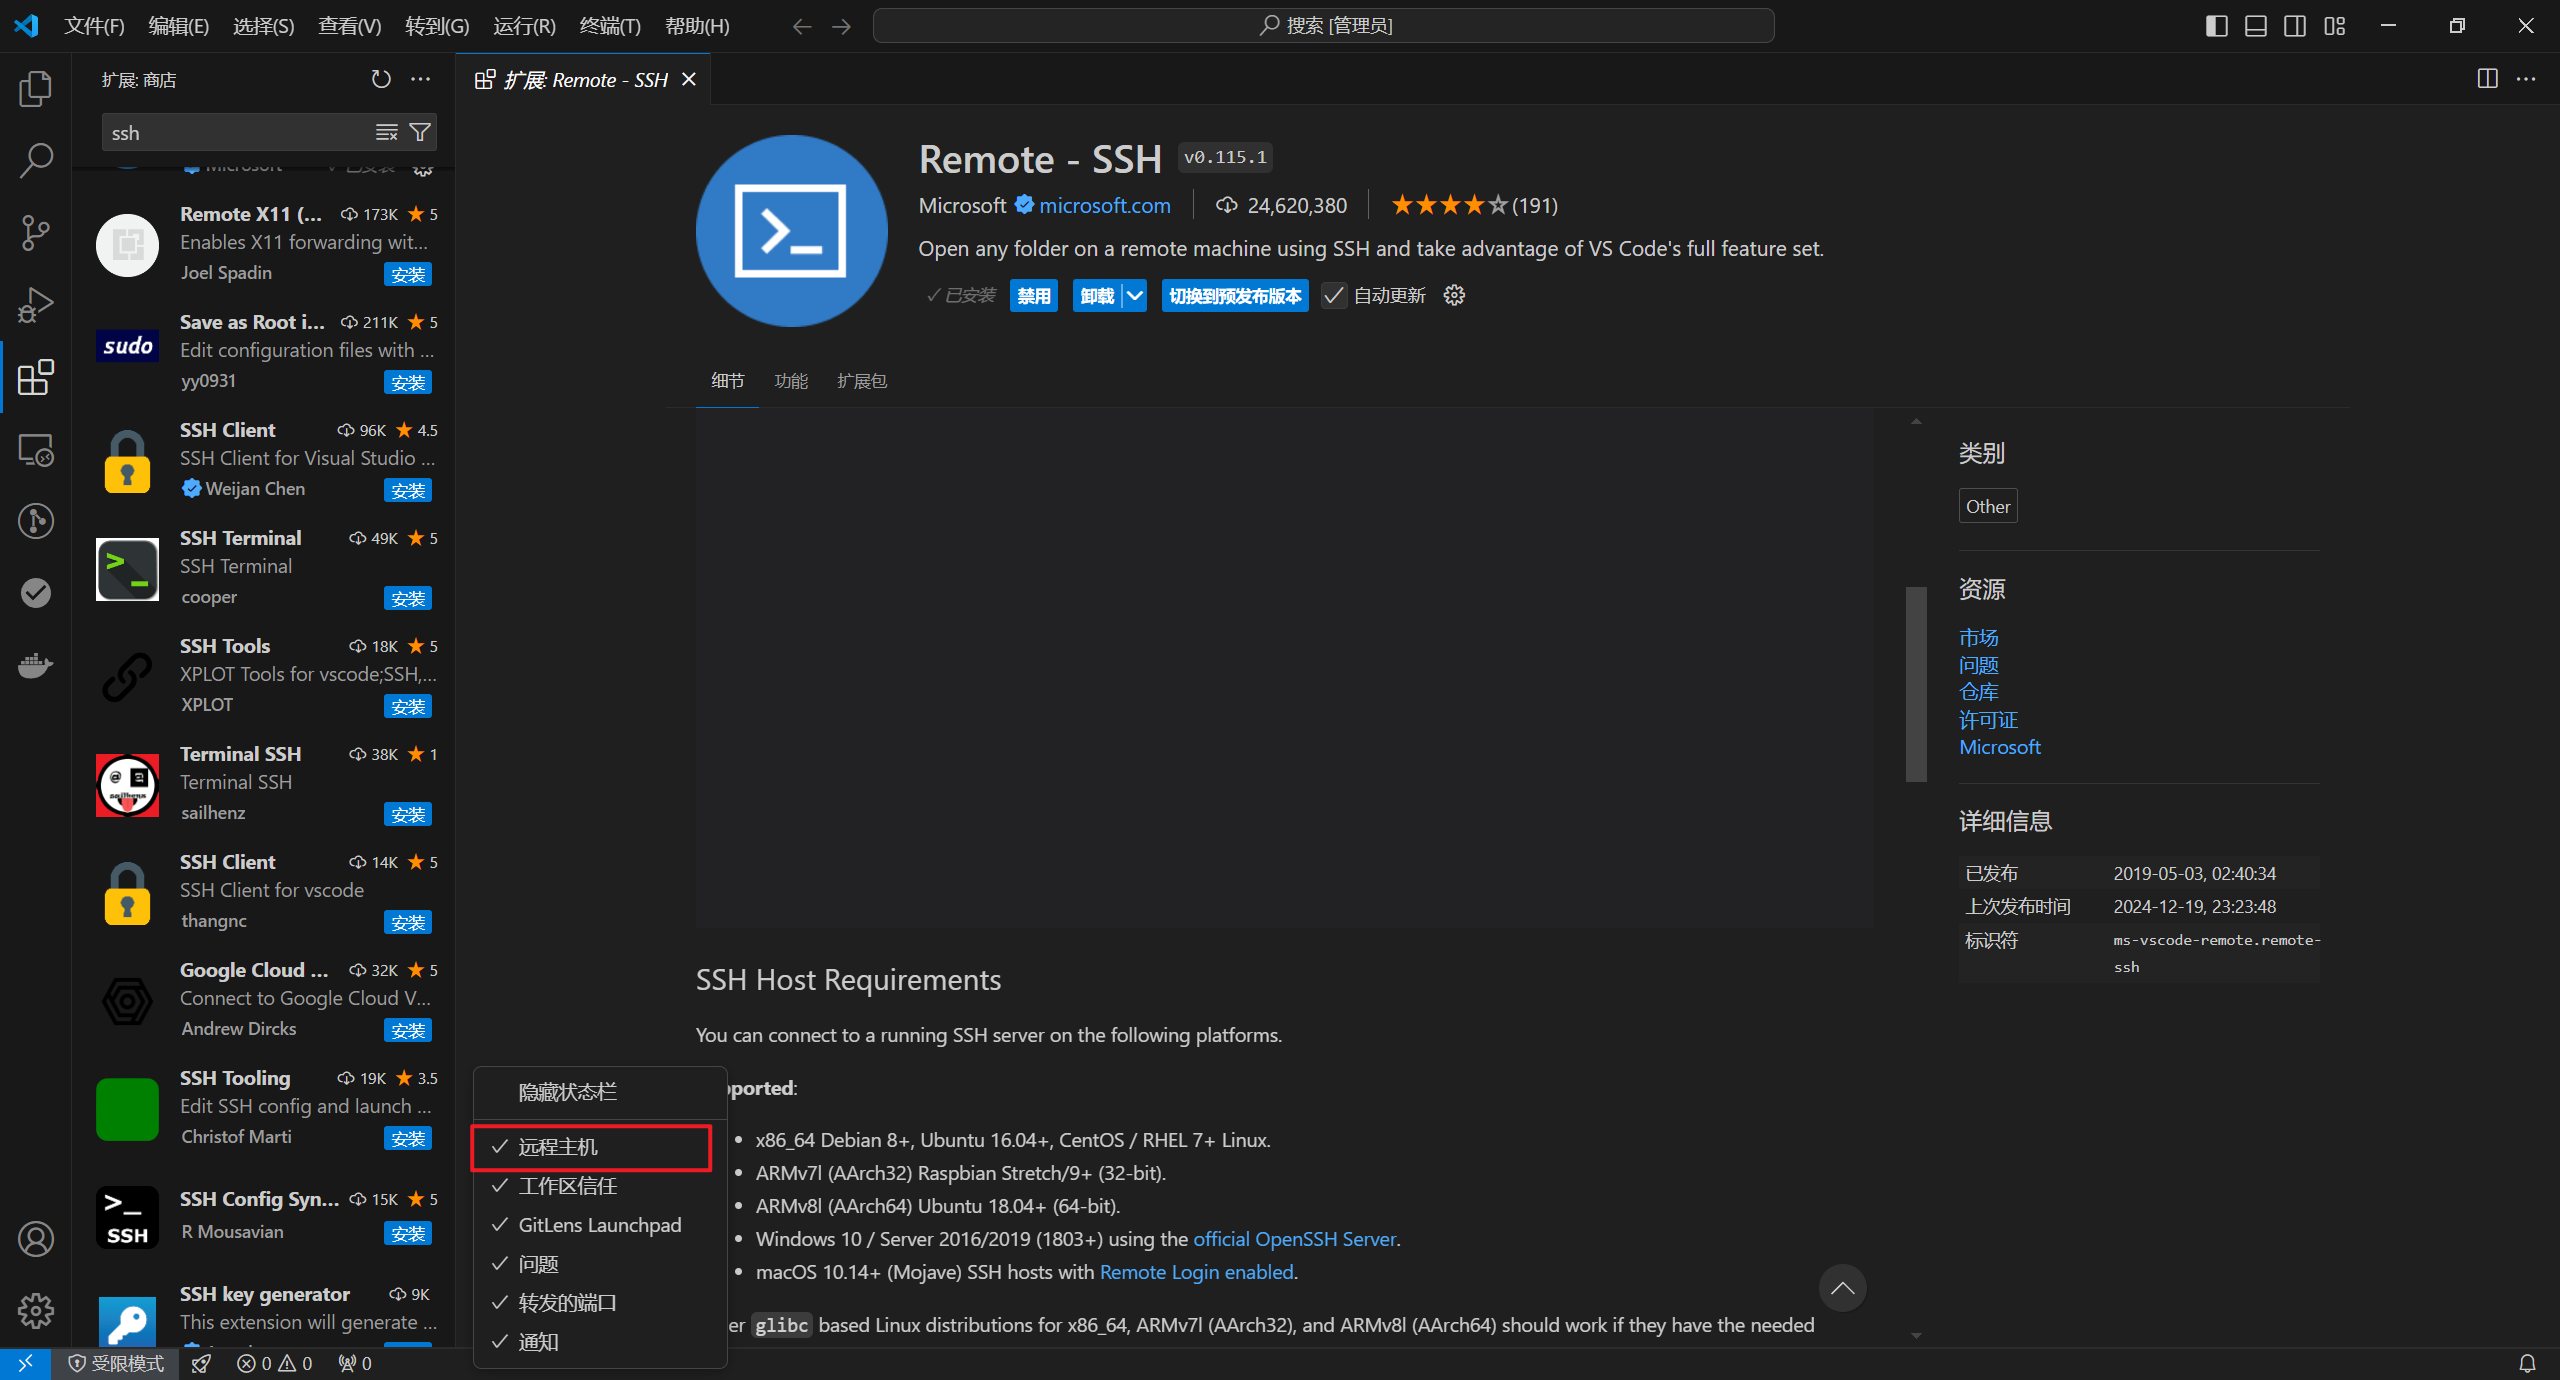 文件(F) 编辑(E) 选择(S) 查看(V) 转到(G) 运行(R) 终端(T) 帮助(H)
搜索 [管理员]
扩展: 商店
ssh
Microsoft 已安装
Remote X11 (... 173K 5
Enables X11 forwarding wit...
Joel Spadin 安装
Save as Root i... 211K 5
sudo
Edit configuration files with ...
yy0931 安装
SSH Client 96K 4.5
SSH Client for Visual Studio ...
Weijan Chen 安装
SSH Terminal 49K 5
SSH Terminal
cooper 安装
SSH Tools 18K 5
XPLOT Tools for vscode;SSH,...
XPLOT 安装
Terminal SSH 38K 1
Terminal SSH
sailhenz 安装
SSH Client 14K 5
SSH Client for vscode
thangnc 安装
Google Cloud ... 32K 5
Connect to Google Cloud V...
Andrew Dircks 安装
SSH Tooling 19K 3.5
Edit SSH config and launch ...
Christof Marti 安装
SSH Config Syn... 15K 5
>_ SSH
R Mousavian 安装
SSH key generator 9K
This extension will generate ...
扩展: Remote - SSH
Remote - SSH v0.115.1
Microsoft microsoft.com 24,620,380 (191)
Open any folder on a remote machine using SSH and take advantage of VS Code's full feature set.
已安装 禁用 卸载 切换到预发布版本 自动更新
细节 功能 扩展包
SSH Host Requirements
You can connect to a running SSH server on the following platforms.
pported:
• x86_64 Debian 8+, Ubuntu 16.04+, CentOS / RHEL 7+ Linux.
• ARMv7l (AArch32) Raspbian Stretch/9+ (32-bit).
• ARMv8l (AArch64) Ubuntu 18.04+ (64-bit).
• Windows 10 / Server 2016/2019 (1803+) using the official OpenSSH Server.
• macOS 10.14+ (Mojave) SSH hosts with Remote Login enabled.
er glibc based Linux distributions for x86_64, ARMv7l (AArch32), and ARMv8l (AArch64) should work if they have the needed
类别
Other
资源
市场
问题
仓库
许可证
Microsoft
详细信息
已发布 2019-05-03, 02:40:34
上次发布时间 2024-12-19, 23:23:48
标识符 ms-vscode-remote.remote-
ssh
隐藏状态栏
远程主机
工作区信任
GitLens Launchpad
问题
转发的端口
通知
受限模式 0 0 0